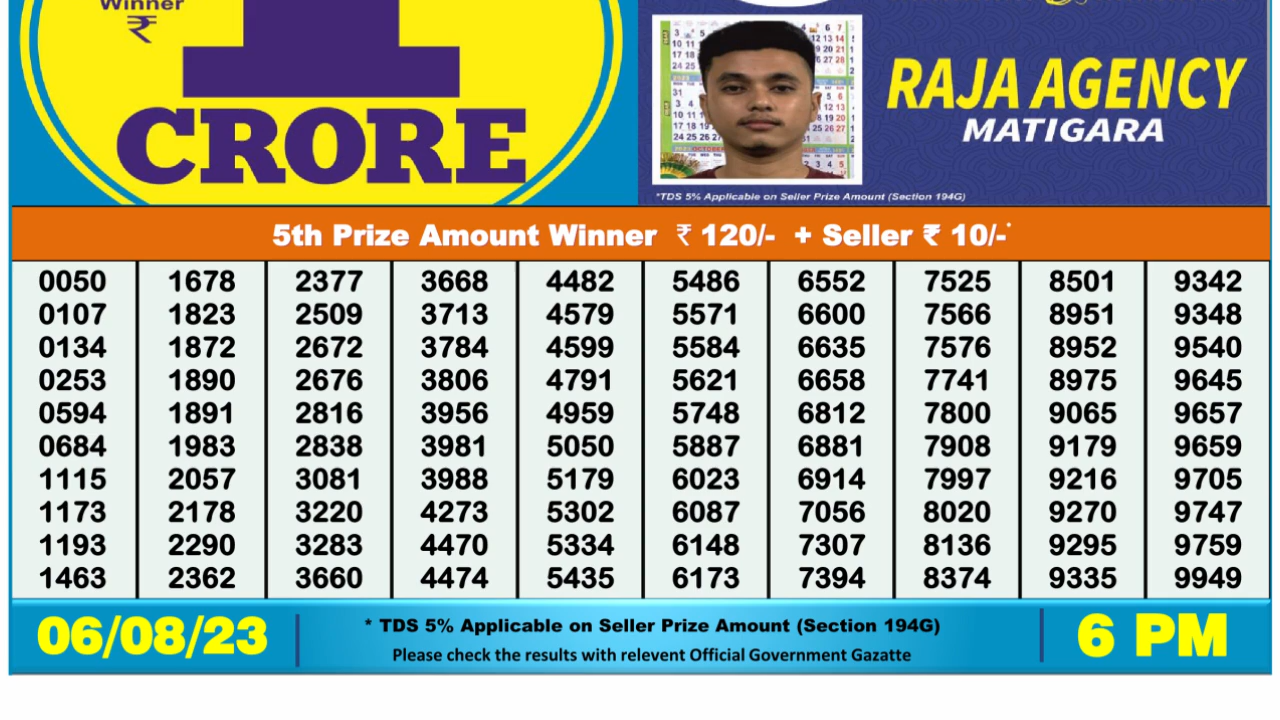 Winner
₹
1
CRORE
RAJA AGENCY
MATIGARA
*TDS 5% Applicable on Seller Prize Amount (Section 194G)
5th Prize Amount Winner ₹ 120/- + Seller ₹ 10/-*
0050 1678 2377 3668 4482 5486 6552 7525 8501 9342
0107 1823 2509 3713 4579 5571 6600 7566 8951 9348
0134 1872 2672 3784 4599 5584 6635 7576 8952 9540
0253 1890 2676 3806 4791 5621 6658 7741 8975 9645
0594 1891 2816 3956 4959 5748 6812 7800 9065 9657
0684 1983 2838 3981 5050 5887 6881 7908 9179 9659
1115 2057 3081 3988 5179 6023 6914 7997 9216 9705
1173 2178 3220 4273 5302 6087 7056 8020 9270 9747
1193 2290 3283 4470 5334 6148 7307 8136 9295 9759
1463 2362 3660 4474 5435 6173 7394 8374 9335 9949
06/08/23
* TDS 5% Applicable on Seller Prize Amount (Section 194G)
Please check the results with relevent Official Government Gazatte
6 PM